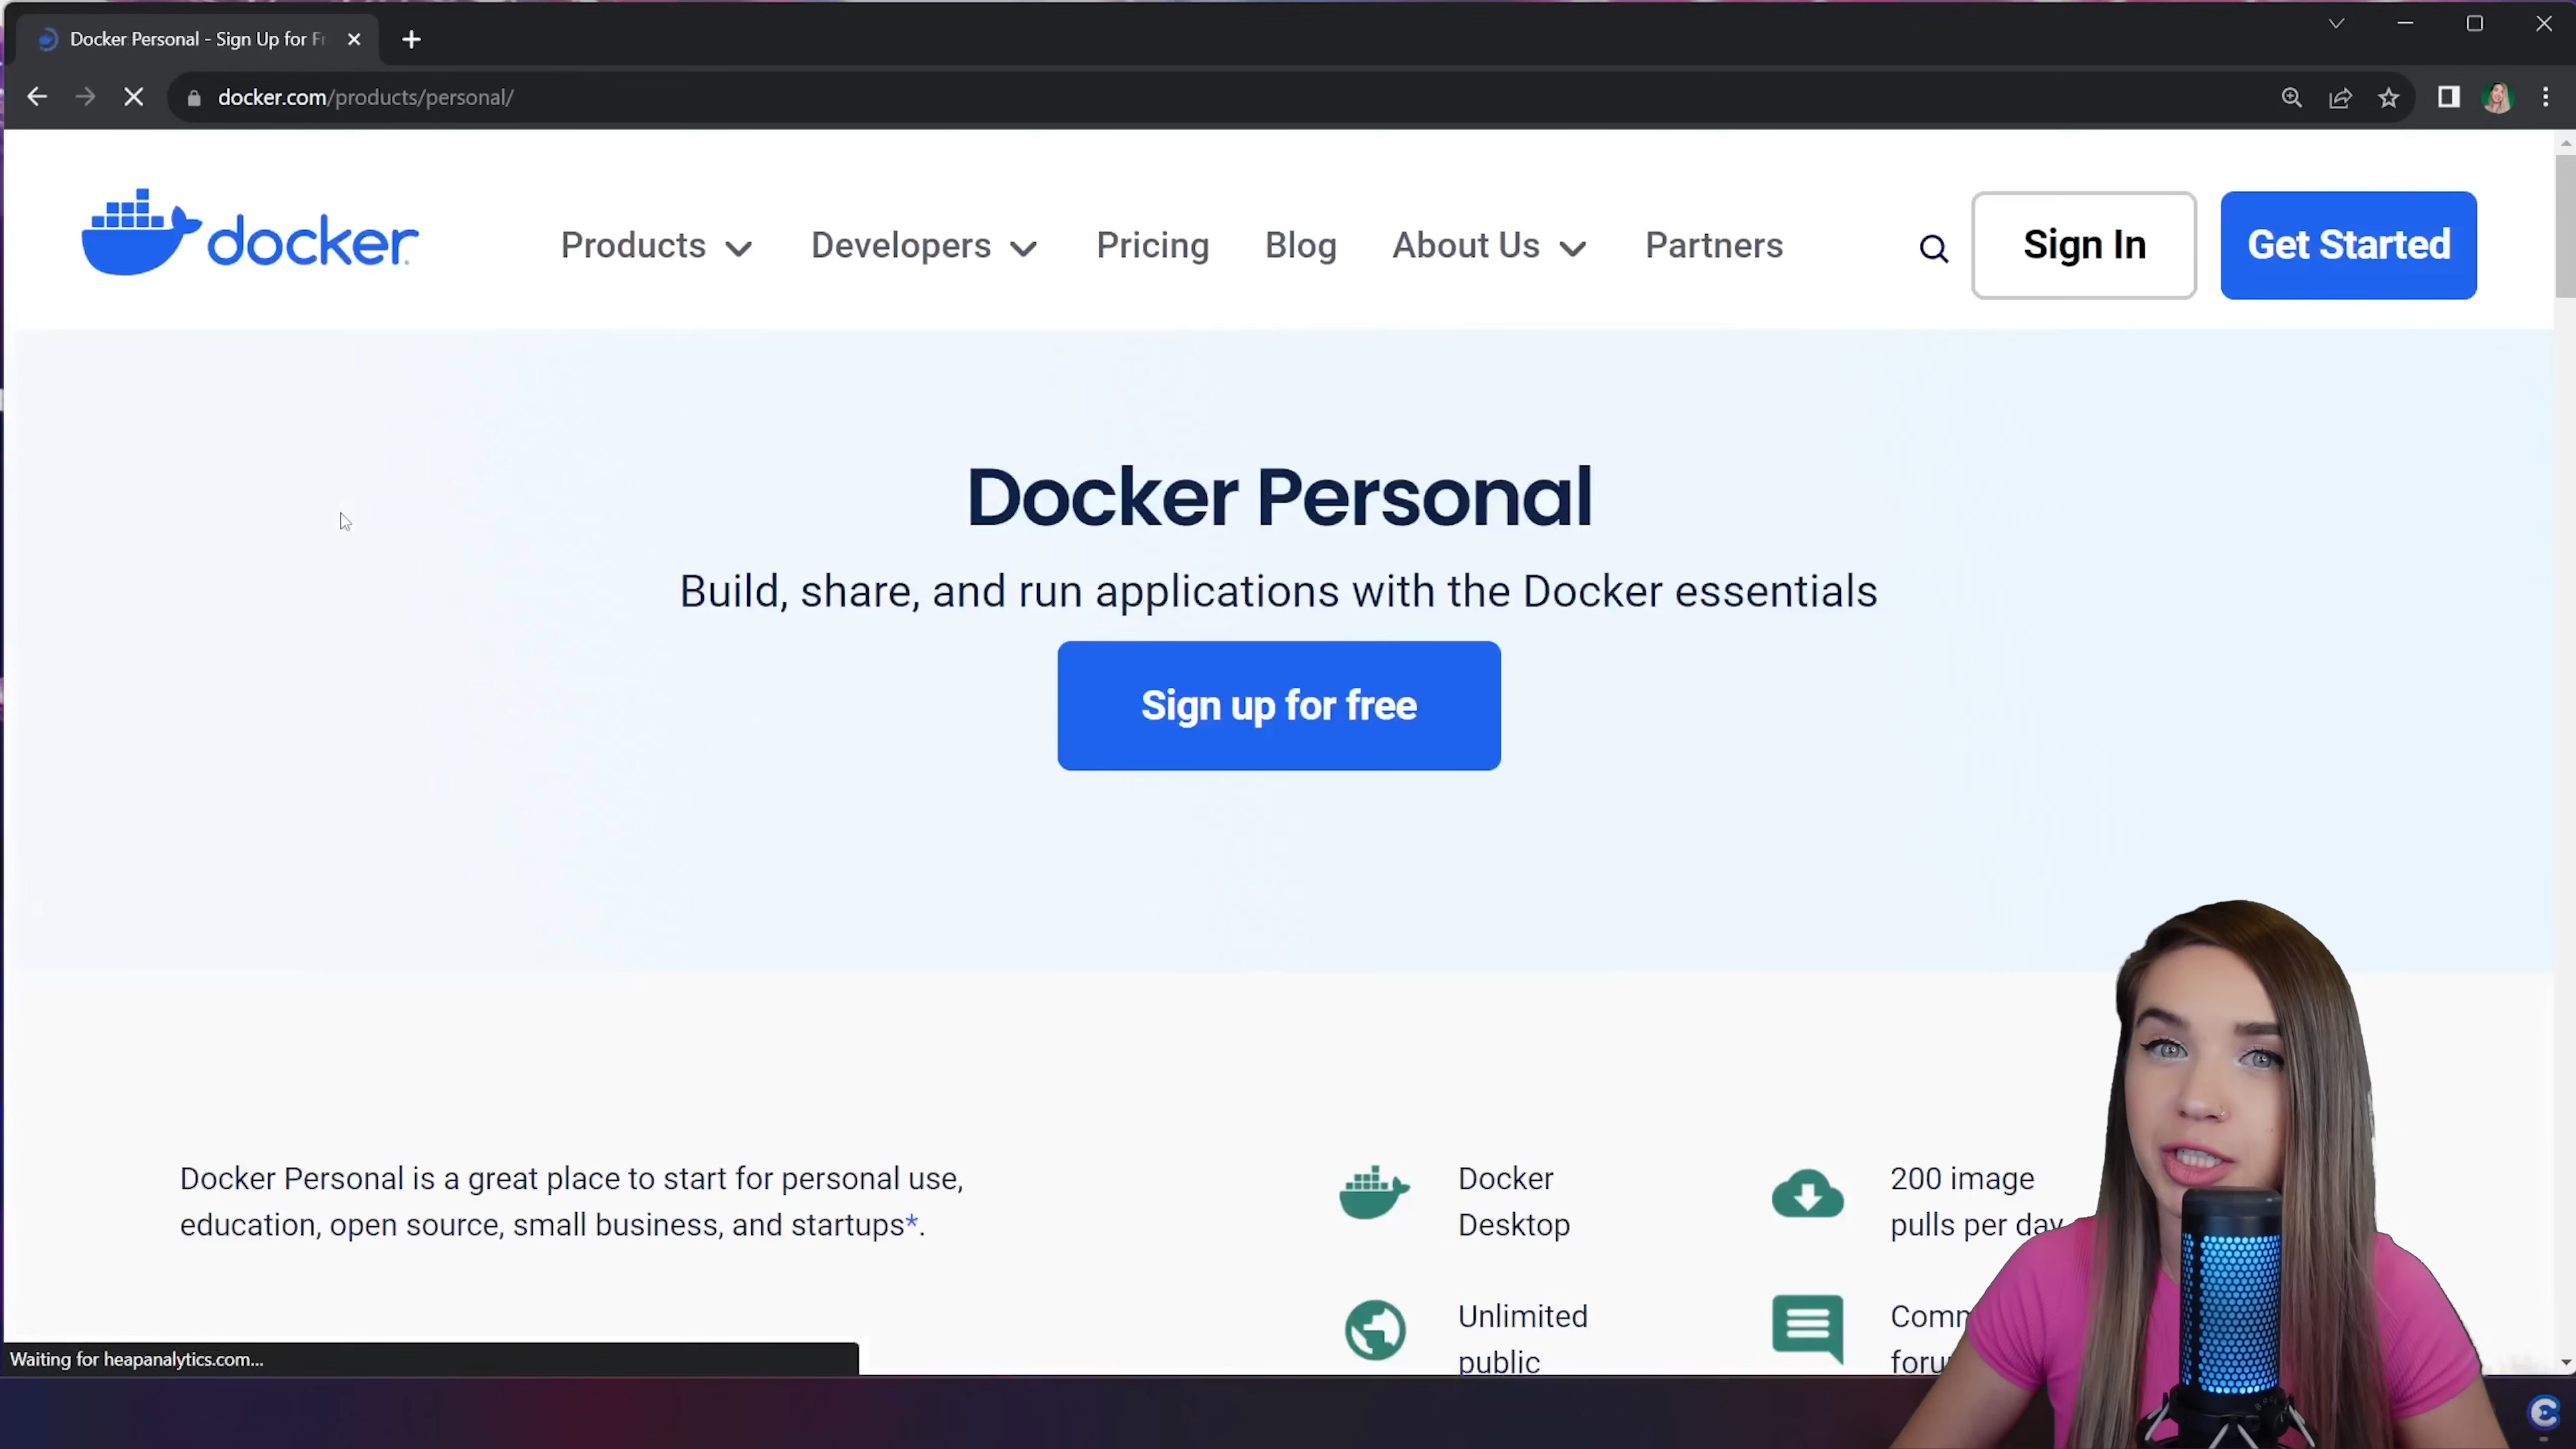 Docker Personal - Sign Up for Fr
docker.com/products/personal/
docker
Products
Developers
Pricing
Blog
About Us
Partners
Sign In
Get Started
Docker Personal
Build, share, and run applications with the Docker essentials
Sign up for free
Docker Personal is a great place to start for personal use,
education, open source, small business, and startups*.
Docker
Desktop
200 image
pulls per day
Unlimited
public
Waiting for heapanalytics.com...